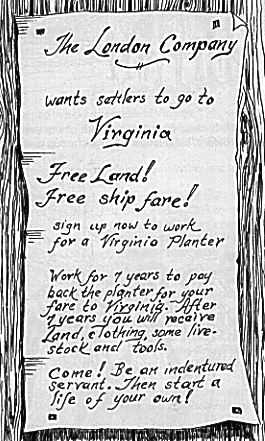 The London Company
wants settlers to go to
Virginia
Free Land!
Free ship fare!
sign up now to work
for a Virginia Planter
Work for 7 years to pay
back the planter for your
fare to Virginia. After
7 years you will receive
Land, clothing, some live-
stock and tools.
Come! Be an indentured
servant. Then start a
life of your own!